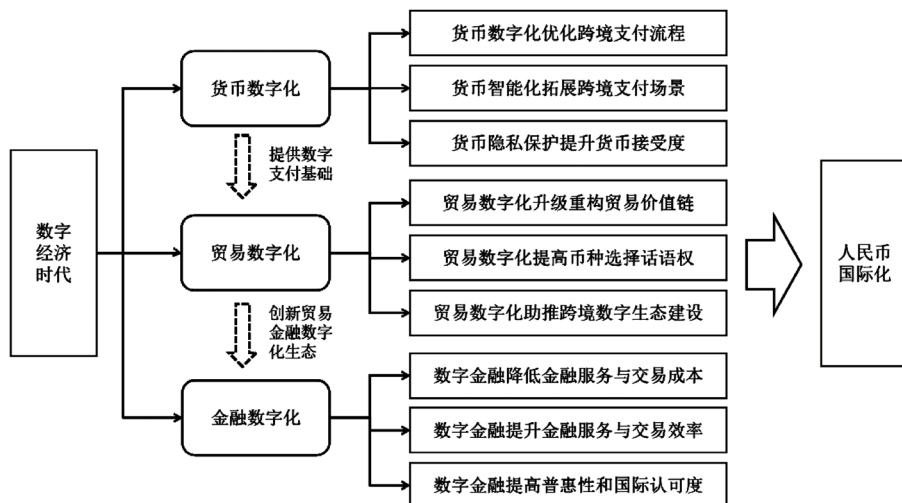 数字
经济
时代
货币数字化
提供数字
支付基础
贸易数字化
创新贸易
金融数字
化生态
金融数字化
货币数字化优化跨境支付流程
货币智能化拓展跨境支付场景
货币隐私保护提升货币接受度
贸易数字化升级重构贸易价值链
贸易数字化提高币种选择话语权
贸易数字化助推跨境数字生态建设
数字金融降低金融服务与交易成本
数字金融提升金融服务与交易效率
数字金融提高普惠性和国际认可度
人民币
国际化